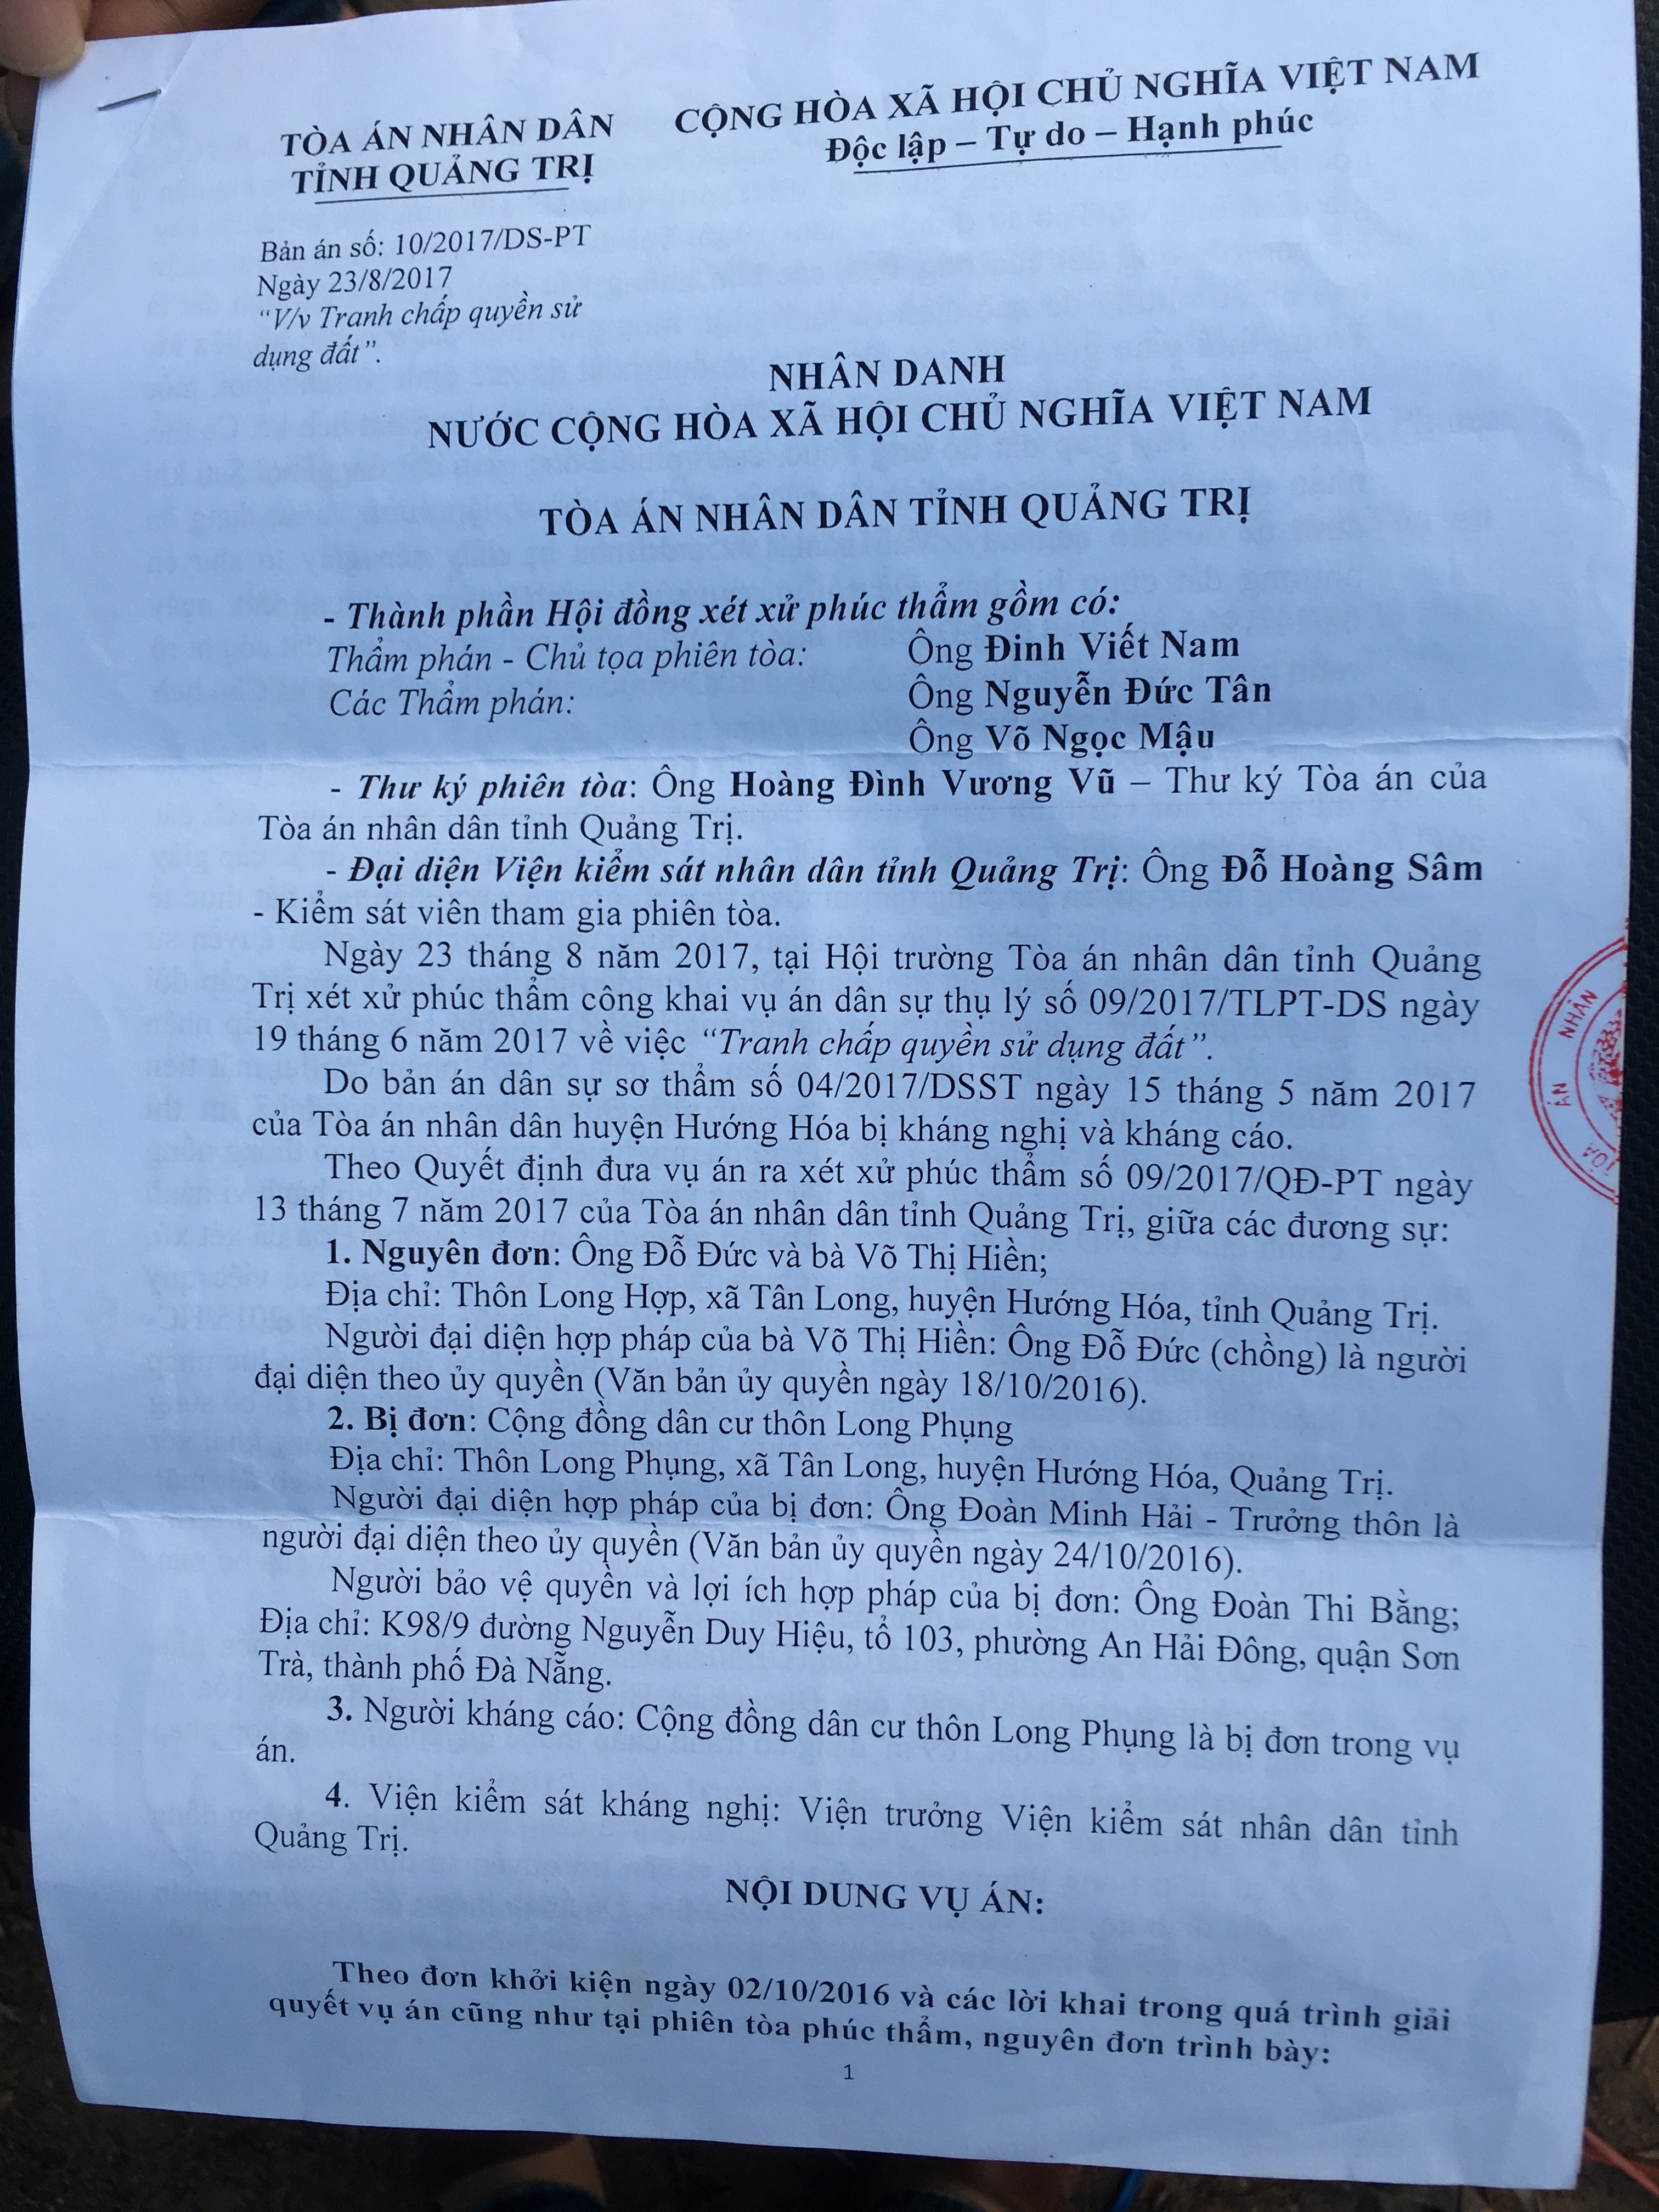 TÒA ÁN NHÂN DÂN
TỈNH QUẢNG TRỊ
CỘNG HÒA XÃ HỘI CHỦ NGHĨA VIỆT NAM
Độc lập – Tự do – Hạnh phúc
Bản án số: 10/2017/DS-PT
Ngày 23/8/2017
“V/v Tranh chấp quyền sử
dụng đất”.
NHÂN DANH
NƯỚC CỘNG HÒA XÃ HỘI CHỦ NGHĨA VIỆT NAM
TÒA ÁN NHÂN DÂN TỈNH QUẢNG TRỊ
- Thành phần Hội đồng xét xử phúc thẩm gồm có:
Thẩm phán - Chủ tọa phiên tòa: Ông Đinh Viết Nam
Các Thẩm phán: Ông Nguyễn Đức Tân
Ông Võ Ngọc Mậu
- Thư ký phiên tòa: Ông Hoàng Đình Vương Vũ – Thư ký Tòa án của
Tòa án nhân dân tỉnh Quảng Trị.
- Đại diện Viện kiểm sát nhân dân tỉnh Quảng Trị: Ông Đỗ Hoàng Sâm
- Kiểm sát viên tham gia phiên tòa.
Ngày 23 tháng 8 năm 2017, tại Hội trường Tòa án nhân dân tỉnh Quảng
Trị xét xử phúc thẩm công khai vụ án dân sự thụ lý số 09/2017/TLPT-DS ngày
19 tháng 6 năm 2017 về việc “Tranh chấp quyền sử dụng đất”.
Do bản án dân sự sơ thẩm số 04/2017/DSST ngày 15 tháng 5 năm 2017
của Tòa án nhân dân huyện Hướng Hóa bị kháng nghị và kháng cáo.
Theo Quyết định đưa vụ án ra xét xử phúc thẩm số 09/2017/QĐ-PT ngày
13 tháng 7 năm 2017 của Tòa án nhân dân tỉnh Quảng Trị, giữa các đương sự:
1. Nguyên đơn: Ông Đỗ Đức và bà Võ Thị Hiền;
Địa chỉ: Thôn Long Hợp, xã Tân Long, huyện Hướng Hóa, tỉnh Quảng Trị.
Người đại diện hợp pháp của bà Võ Thị Hiền: Ông Đỗ Đức (chồng) là người
đại diện theo ủy quyền (Văn bản ủy quyền ngày 18/10/2016).
2. Bị đơn: Cộng đồng dân cư thôn Long Phụng
Địa chỉ: Thôn Long Phụng, xã Tân Long, huyện Hướng Hóa, Quảng Trị.
Người đại diện hợp pháp của bị đơn: Ông Đoàn Minh Hải - Trưởng thôn là
người đại diện theo ủy quyền (Văn bản ủy quyền ngày 24/10/2016).
Người bảo vệ quyền và lợi ích hợp pháp của bị đơn: Ông Đoàn Thi Bằng;
Địa chỉ: K98/9 đường Nguyễn Duy Hiệu, tổ 103, phường An Hải Đông, quận Sơn
Trà, thành phố Đà Nẵng.
3. Người kháng cáo: Cộng đồng dân cư thôn Long Phụng là bị đơn trong vụ
án.
4. Viện kiểm sát kháng nghị: Viện trưởng Viện kiểm sát nhân dân tỉnh
Quảng Trị.
NỘI DUNG VỤ ÁN:
Theo đơn khởi kiện ngày 02/10/2016 và các lời khai trong quá trình giải
quyết vụ án cũng như tại phiên tòa phúc thẩm, nguyên đơn trình bày:
1
TÒA ÁN NHÂN